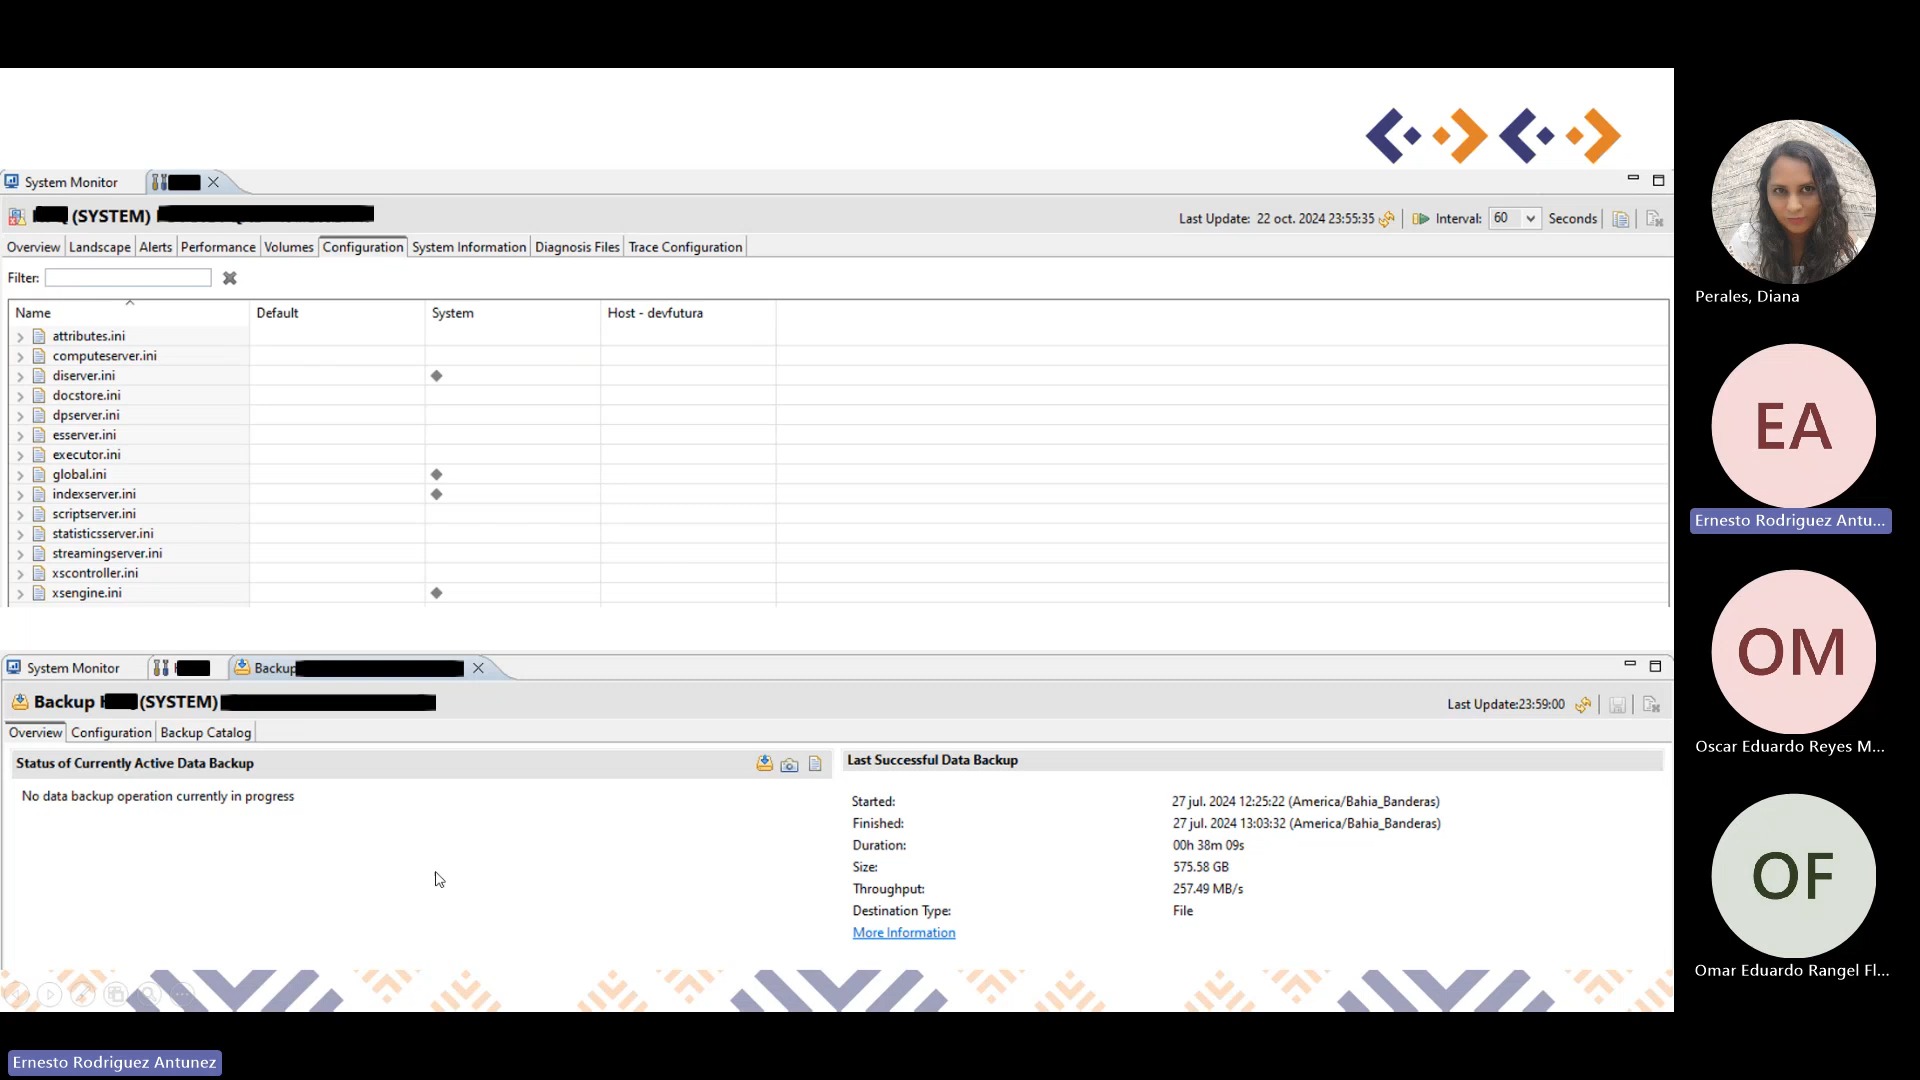 System Monitor
(SYSTEM)
Last Update: 22 oct. 2024 23:55:35 Interval: 60 Seconds
Overview Landscape Alerts Performance Volumes Configuration System Information Diagnosis Files Trace Configuration
Filter:
Name Default System Host - devfutura
attributes.ini
computeserver.ini
diserver.ini
docstore.ini
dpserver.ini
esserver.ini
executor.ini
global.ini
indexserver.ini
scriptserver.ini
statisticsserver.ini
streamingserver.ini
xscontroller.ini
xsengine.ini
System Monitor Backup
Backup (SYSTEM)
Last Update:23:59:00
Overview Configuration Backup Catalog
Status of Currently Active Data Backup
No data backup operation currently in progress
Last Successful Data Backup
Started: 27 jul. 2024 12:25:22 (America/Bahia_Banderas)
Finished: 27 jul. 2024 13:03:32 (America/Bahia_Banderas)
Duration: 00h 38m 09s
Size: 575.58 GB
Throughput: 257.49 MB/s
Destination Type: File
More Information
Perales, Diana
EA
Ernesto Rodriguez Antu...
OM
Oscar Eduardo Reyes M...
OF
Omar Eduardo Rangel Fl...
Ernesto Rodriguez Antunez